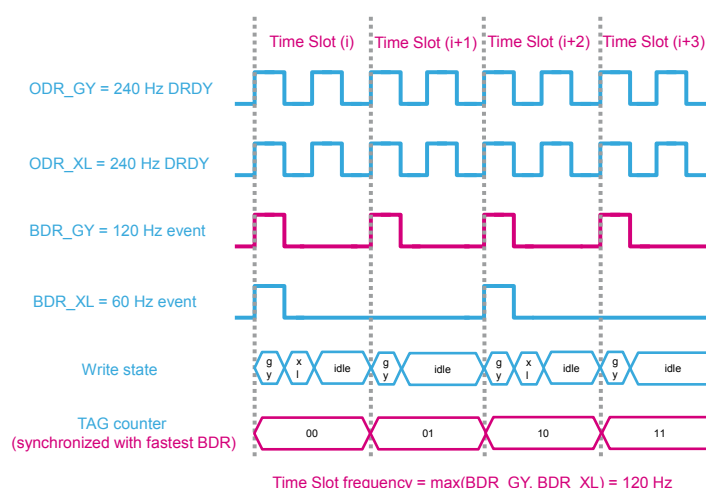 Time Slot (i) Time Slot (i+1) Time Slot (i+2) Time Slot (i+3)
ODR_GY = 240 Hz DRDY
ODR_XL = 240 Hz DRDY
BDR_GY = 120 Hz event
BDR_XL = 60 Hz event
Write state
g
y
x
l
idle
g
y
idle
g
y
x
l
idle
g
y
idle
TAG counter
(synchronized with fastest BDR)
00 01 10 11
Time Slot frequency = max(BDR_GY, BDR_XL) = 120 Hz